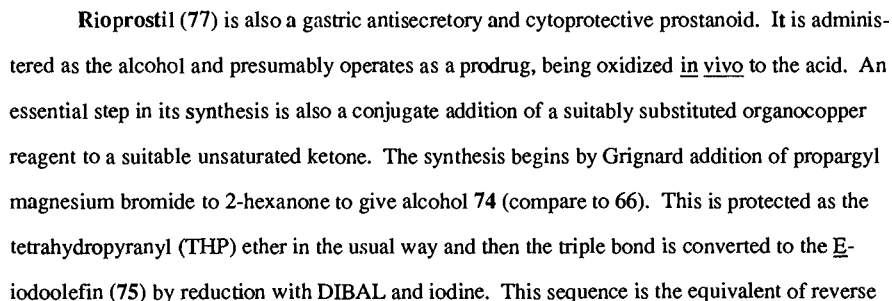 Rioprostil (77) is also a gastric antisecretory and cytoprotective prostanoid. It is adminis-
tered as the alcohol and presumably operates as a prodrug, being oxidized in vivo to the acid. An
essential step in its synthesis is also a conjugate addition of a suitably substituted organocopper
reagent to a suitable unsaturated ketone. The synthesis begins by Grignard addition of propargyl
magnesium bromide to 2-hexanone to give alcohol 74 (compare to 66). This is protected as the
tetrahydropyranyl (THP) ether in the usual way and then the triple bond is converted to the E-
iodoolefin (75) by reduction with DIBAL and iodine. This sequence is the equivalent of reverse